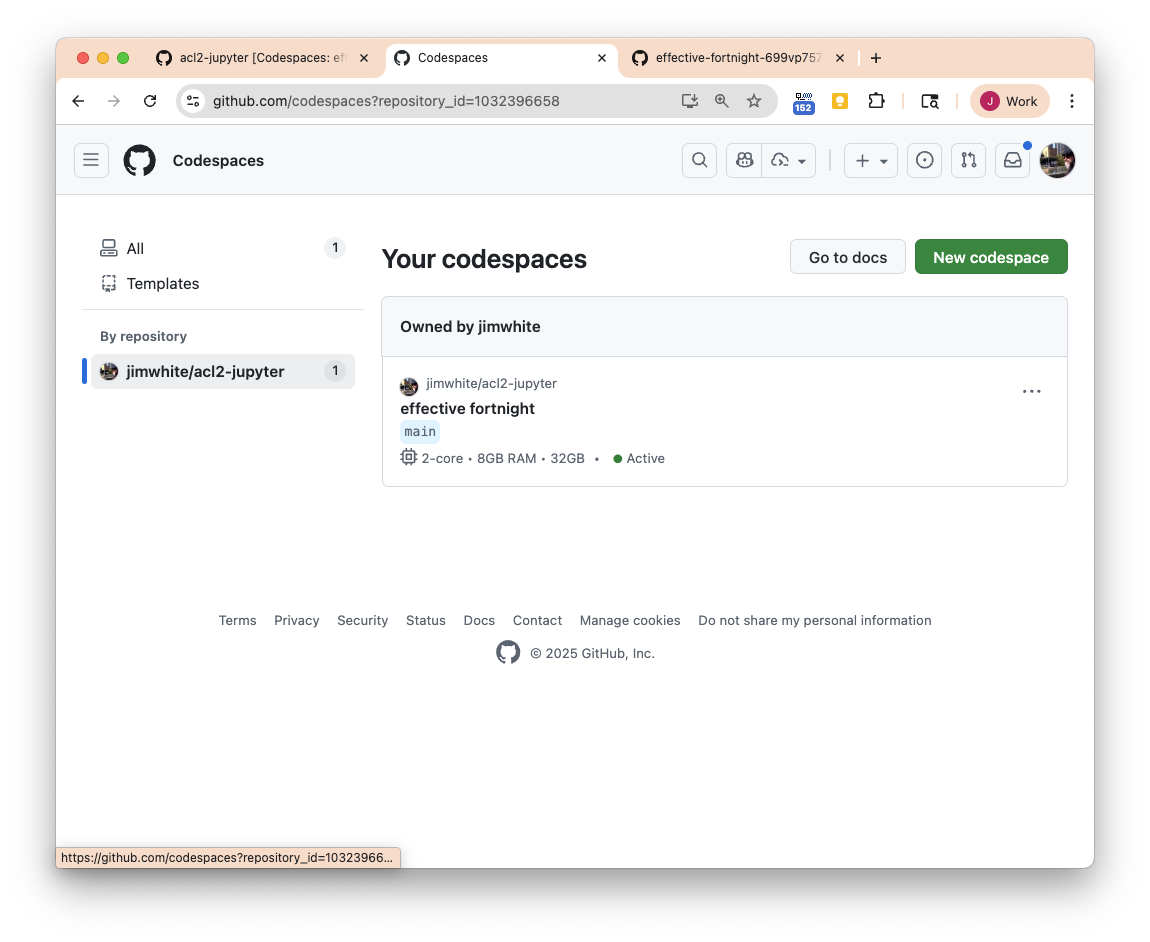 acl2-jupyter [Codespaces: ef
Codespaces
effective-fortnight-699vp757
github.com/codespaces?repository_id=1032396658
152
J
Work
Codespaces
All
1
Templates
By repository
jimwhite/acl2-jupyter
1
Your codespaces
Go to docs
New codespace
Owned by jimwhite
jimwhite/acl2-jupyter
effective fortnight
main
2-core • 8GB RAM • 32GB • Active
Terms Privacy Security Status Docs Contact Manage cookies Do not share my personal information
© 2025 GitHub, Inc.
https://github.com/codespaces?repository_id=10323966...